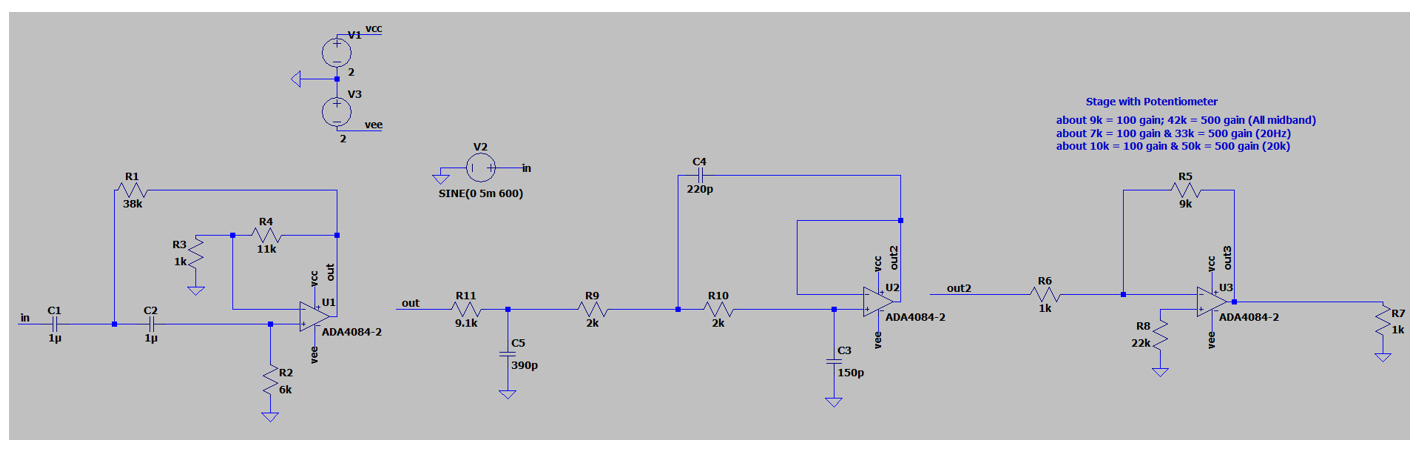 V1
vcc
2
V3
vee
2
V2
in
SINE(0 5m 600)
Stage with Potentiometer
about 9k = 100 gain; 42k = 500 gain (All midband)
about 7k = 100 gain & 33k = 500 gain (20Hz)
about 10k = 100 gain & 50k = 500 gain (20k)
R1
38k
R4
11k
R3
1k
vcc
out
U1
ADA4084-2
vee
in
C1
1µ
C2
1µ
R2
6k
C4
220p
out
R11
9.1k
R9
2k
R10
2k
C5
390p
vcc
out2
U2
ADA4084-2
vee
C3
150p
R5
9k
out2
R6
1k
vcc
out3
U3
ADA4084-2
vee
R8
22k
R7
1k